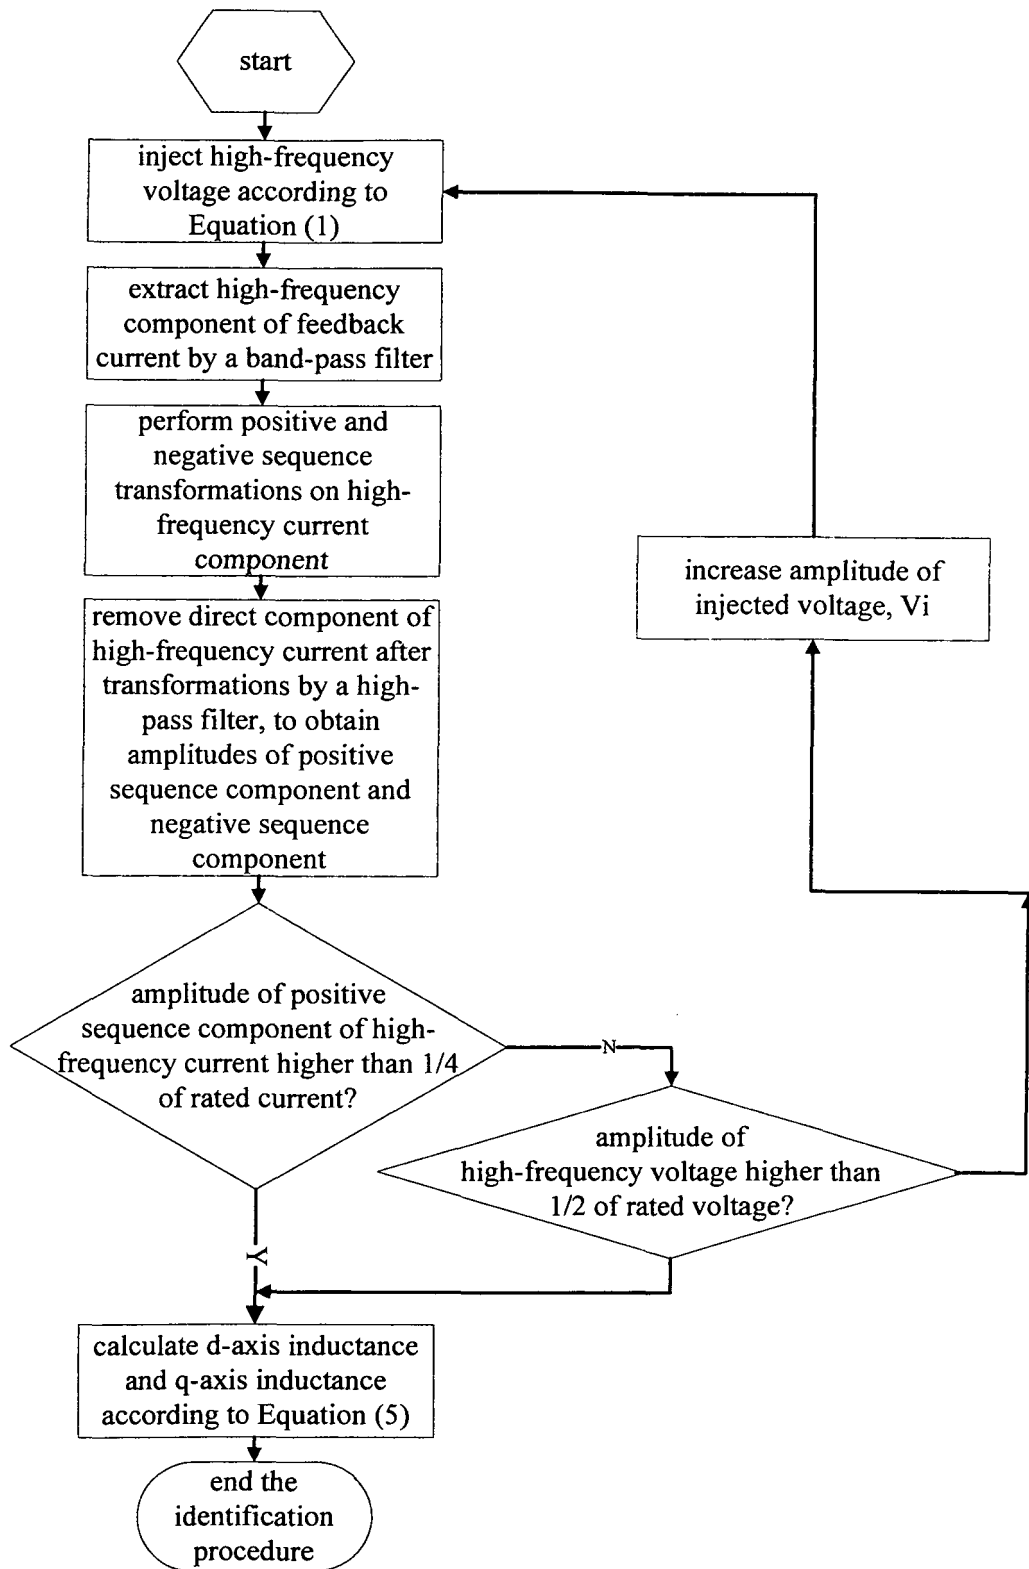 start
inject high-frequency
voltage according to
Equation (1)
extract high-frequency
component of feedback
current by a band-pass filter
perform positive and
negative sequence
transformations on high-
frequency current
component
increase amplitude of
injected voltage, Vi
remove direct component of
high-frequency current after
transformations by a high-
pass filter, to obtain
amplitudes of positive
sequence component and
negative sequence
component
amplitude of positive
sequence component of high-
frequency current higher than 1/4
of rated current?
N
amplitude of
high-frequency voltage higher than
1/2 of rated voltage?
Y
calculate d-axis inductance
and q-axis inductance
according to Equation (5)
end the
identification
procedure